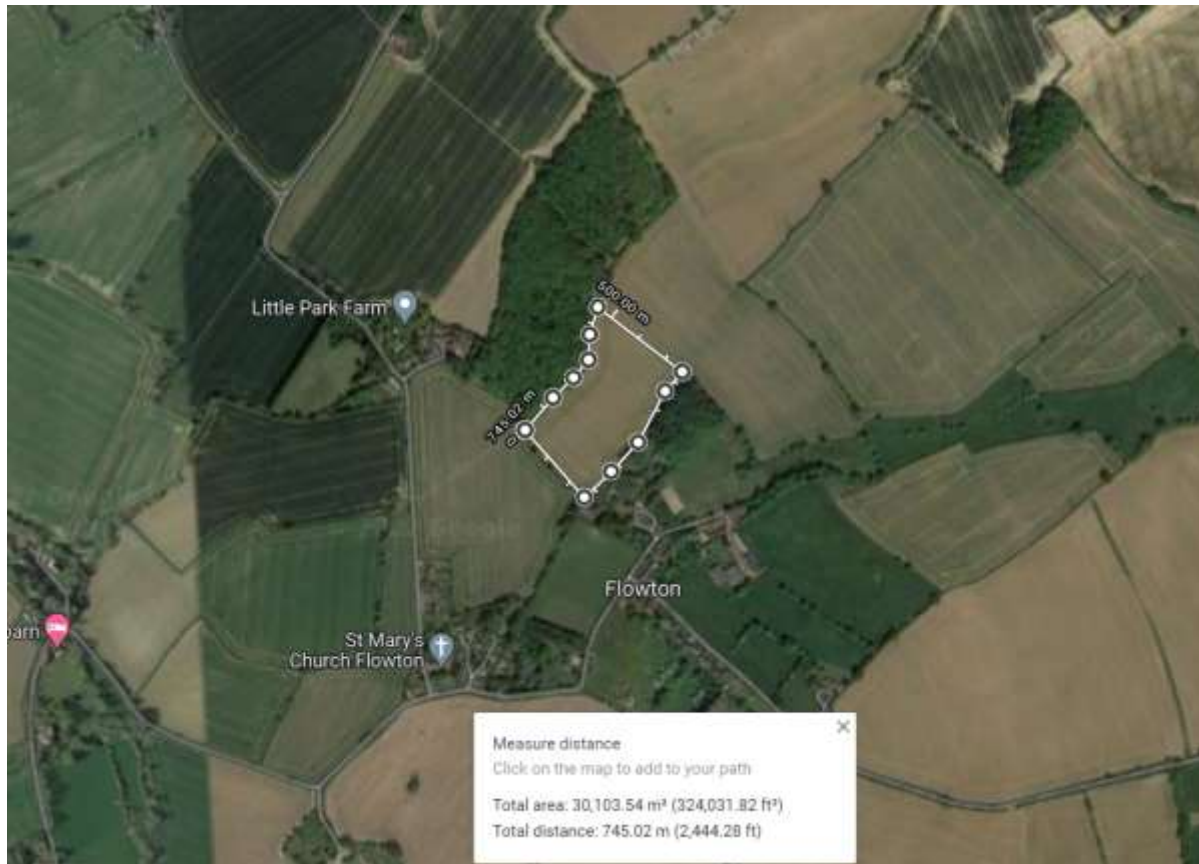 500.00 m
Little Park Farm
745.02 m
Flowton
St Mary's
Church Flowton
barn
Measure distance
Click on the map to add to your path
Total area: 30,103.54 m² (324,031.82 ft²)
Total distance: 745.02 m (2,444.28 ft)